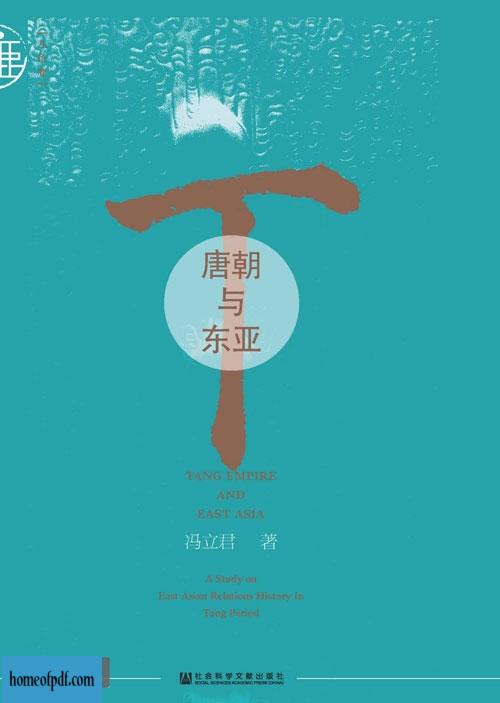 唐朝
与
东亚
TANG EMPIRE
AND
EAST ASIA
冯立君 著
A Study on
East Asian Relations History In
Tang Period
社会科学文献出版社
SOCIAL SCIENCES ACADEMIC PRESS (CHINA)
homeofpdf.com